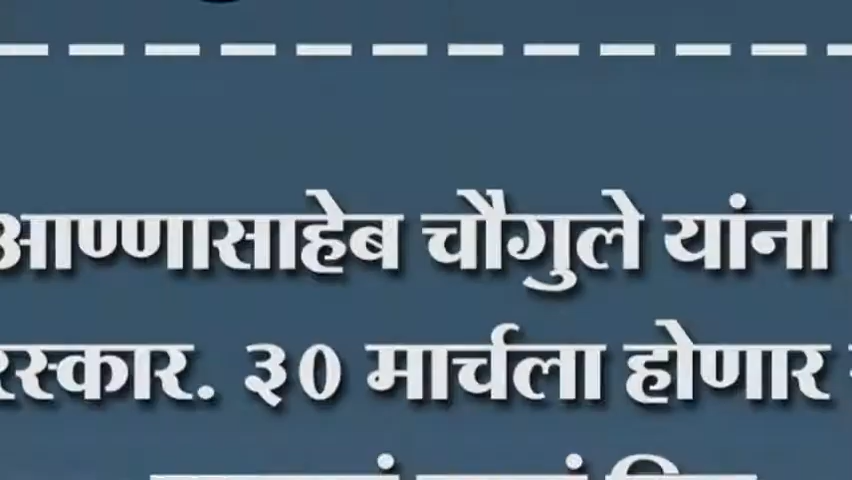 आण्णासाहेब चौगुले यांना
रस्कार. ३० मार्चला होणार